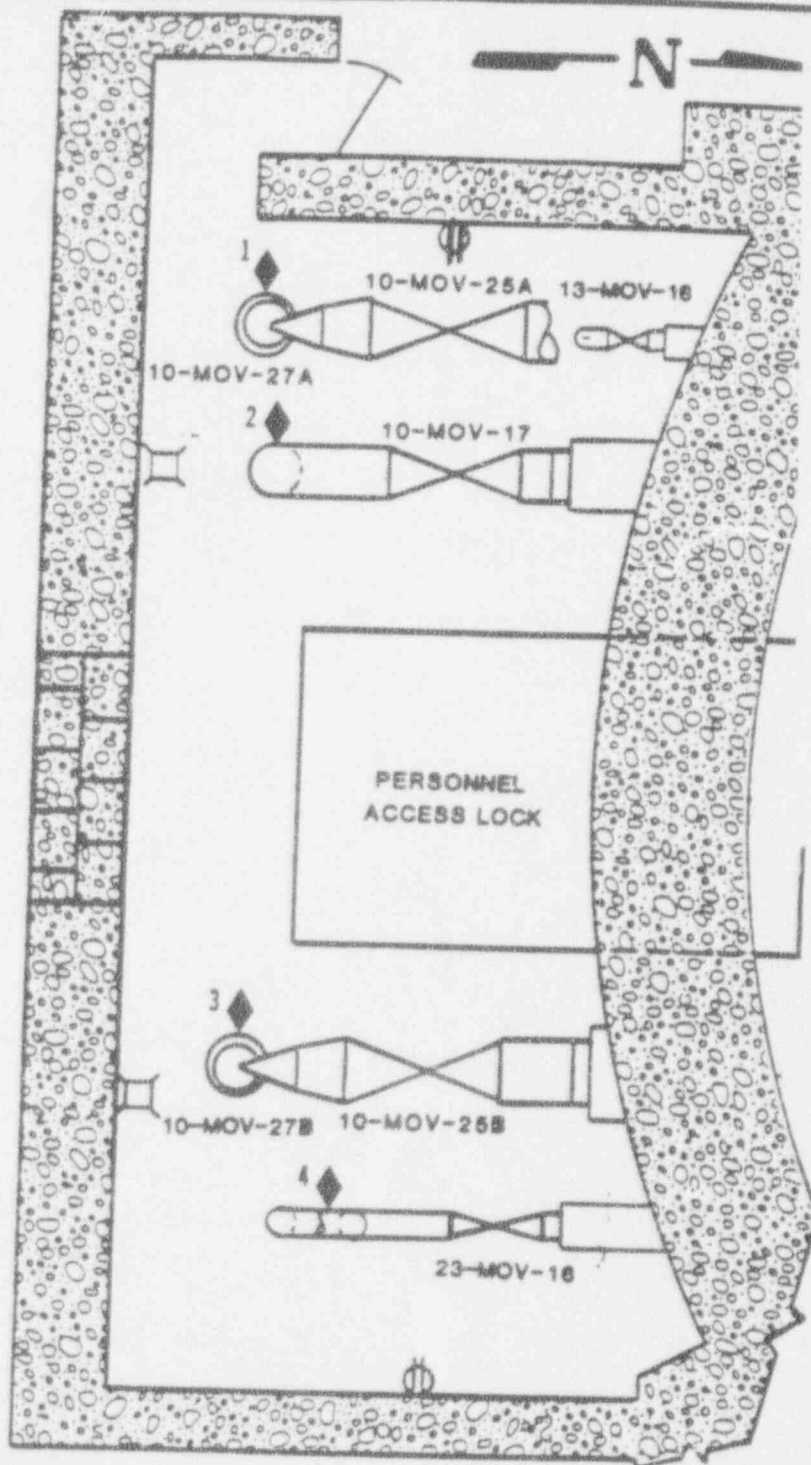 N
1
10-MOV-25A
13-MOV-16
10-MOV-27A
2
10-MOV-17
PERSONNEL
ACCESS LOCK
3
10-MOV-27B
10-MOV-25B
4
23-MOV-16